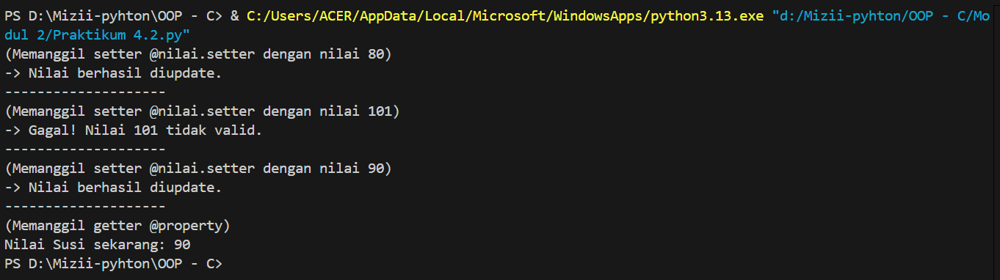 PS D:\Mizii-pyhton\OOP - C> & C:/Users/ACER/AppData/Local/Microsoft/WindowsApps/python3.13.exe "d:/Mizii-pyhton/OOP - C/Mo
dul 2/Praktikum 4.2.py"
(Memanggil setter @nilai.setter dengan nilai 80)
-> Nilai berhasil diupdate.
--------------------
(Memanggil setter @nilai.setter dengan nilai 101)
-> Gagal! Nilai 101 tidak valid.
--------------------
(Memanggil setter @nilai.setter dengan nilai 90)
-> Nilai berhasil diupdate.
--------------------
(Memanggil getter @property)
Nilai Susi sekarang: 90
PS D:\Mizii-pyhton\OOP - C>